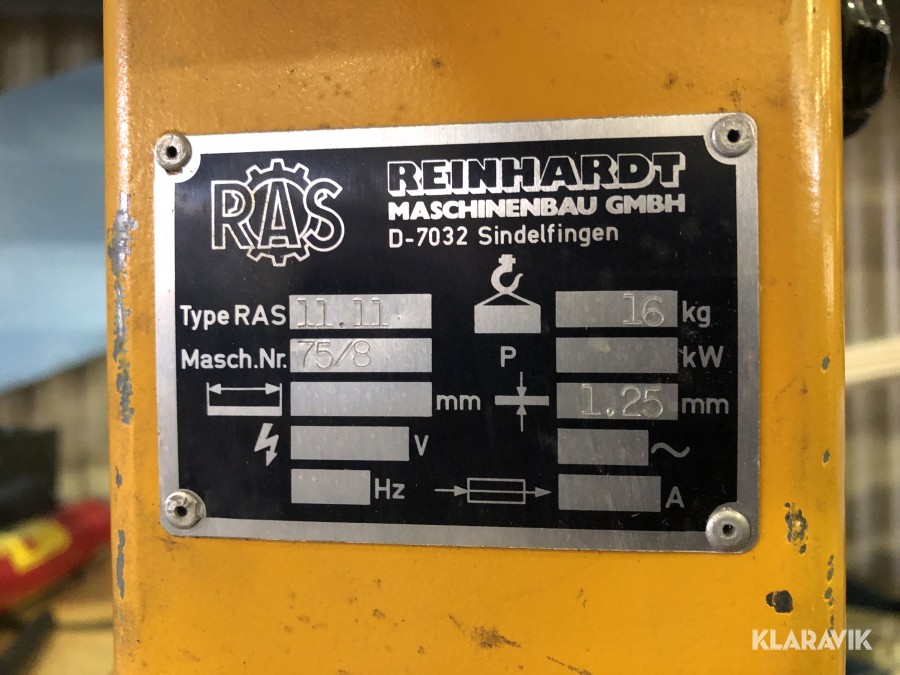 RAS
REINHARDT
MASCHINENBAU GMBH
D-7032 Sindelfingen
Type RAS 11.11
16 kg
Masch.Nr. 75/8
P kW
mm
1.25 mm
V
~
Hz
A
KLARAVIK